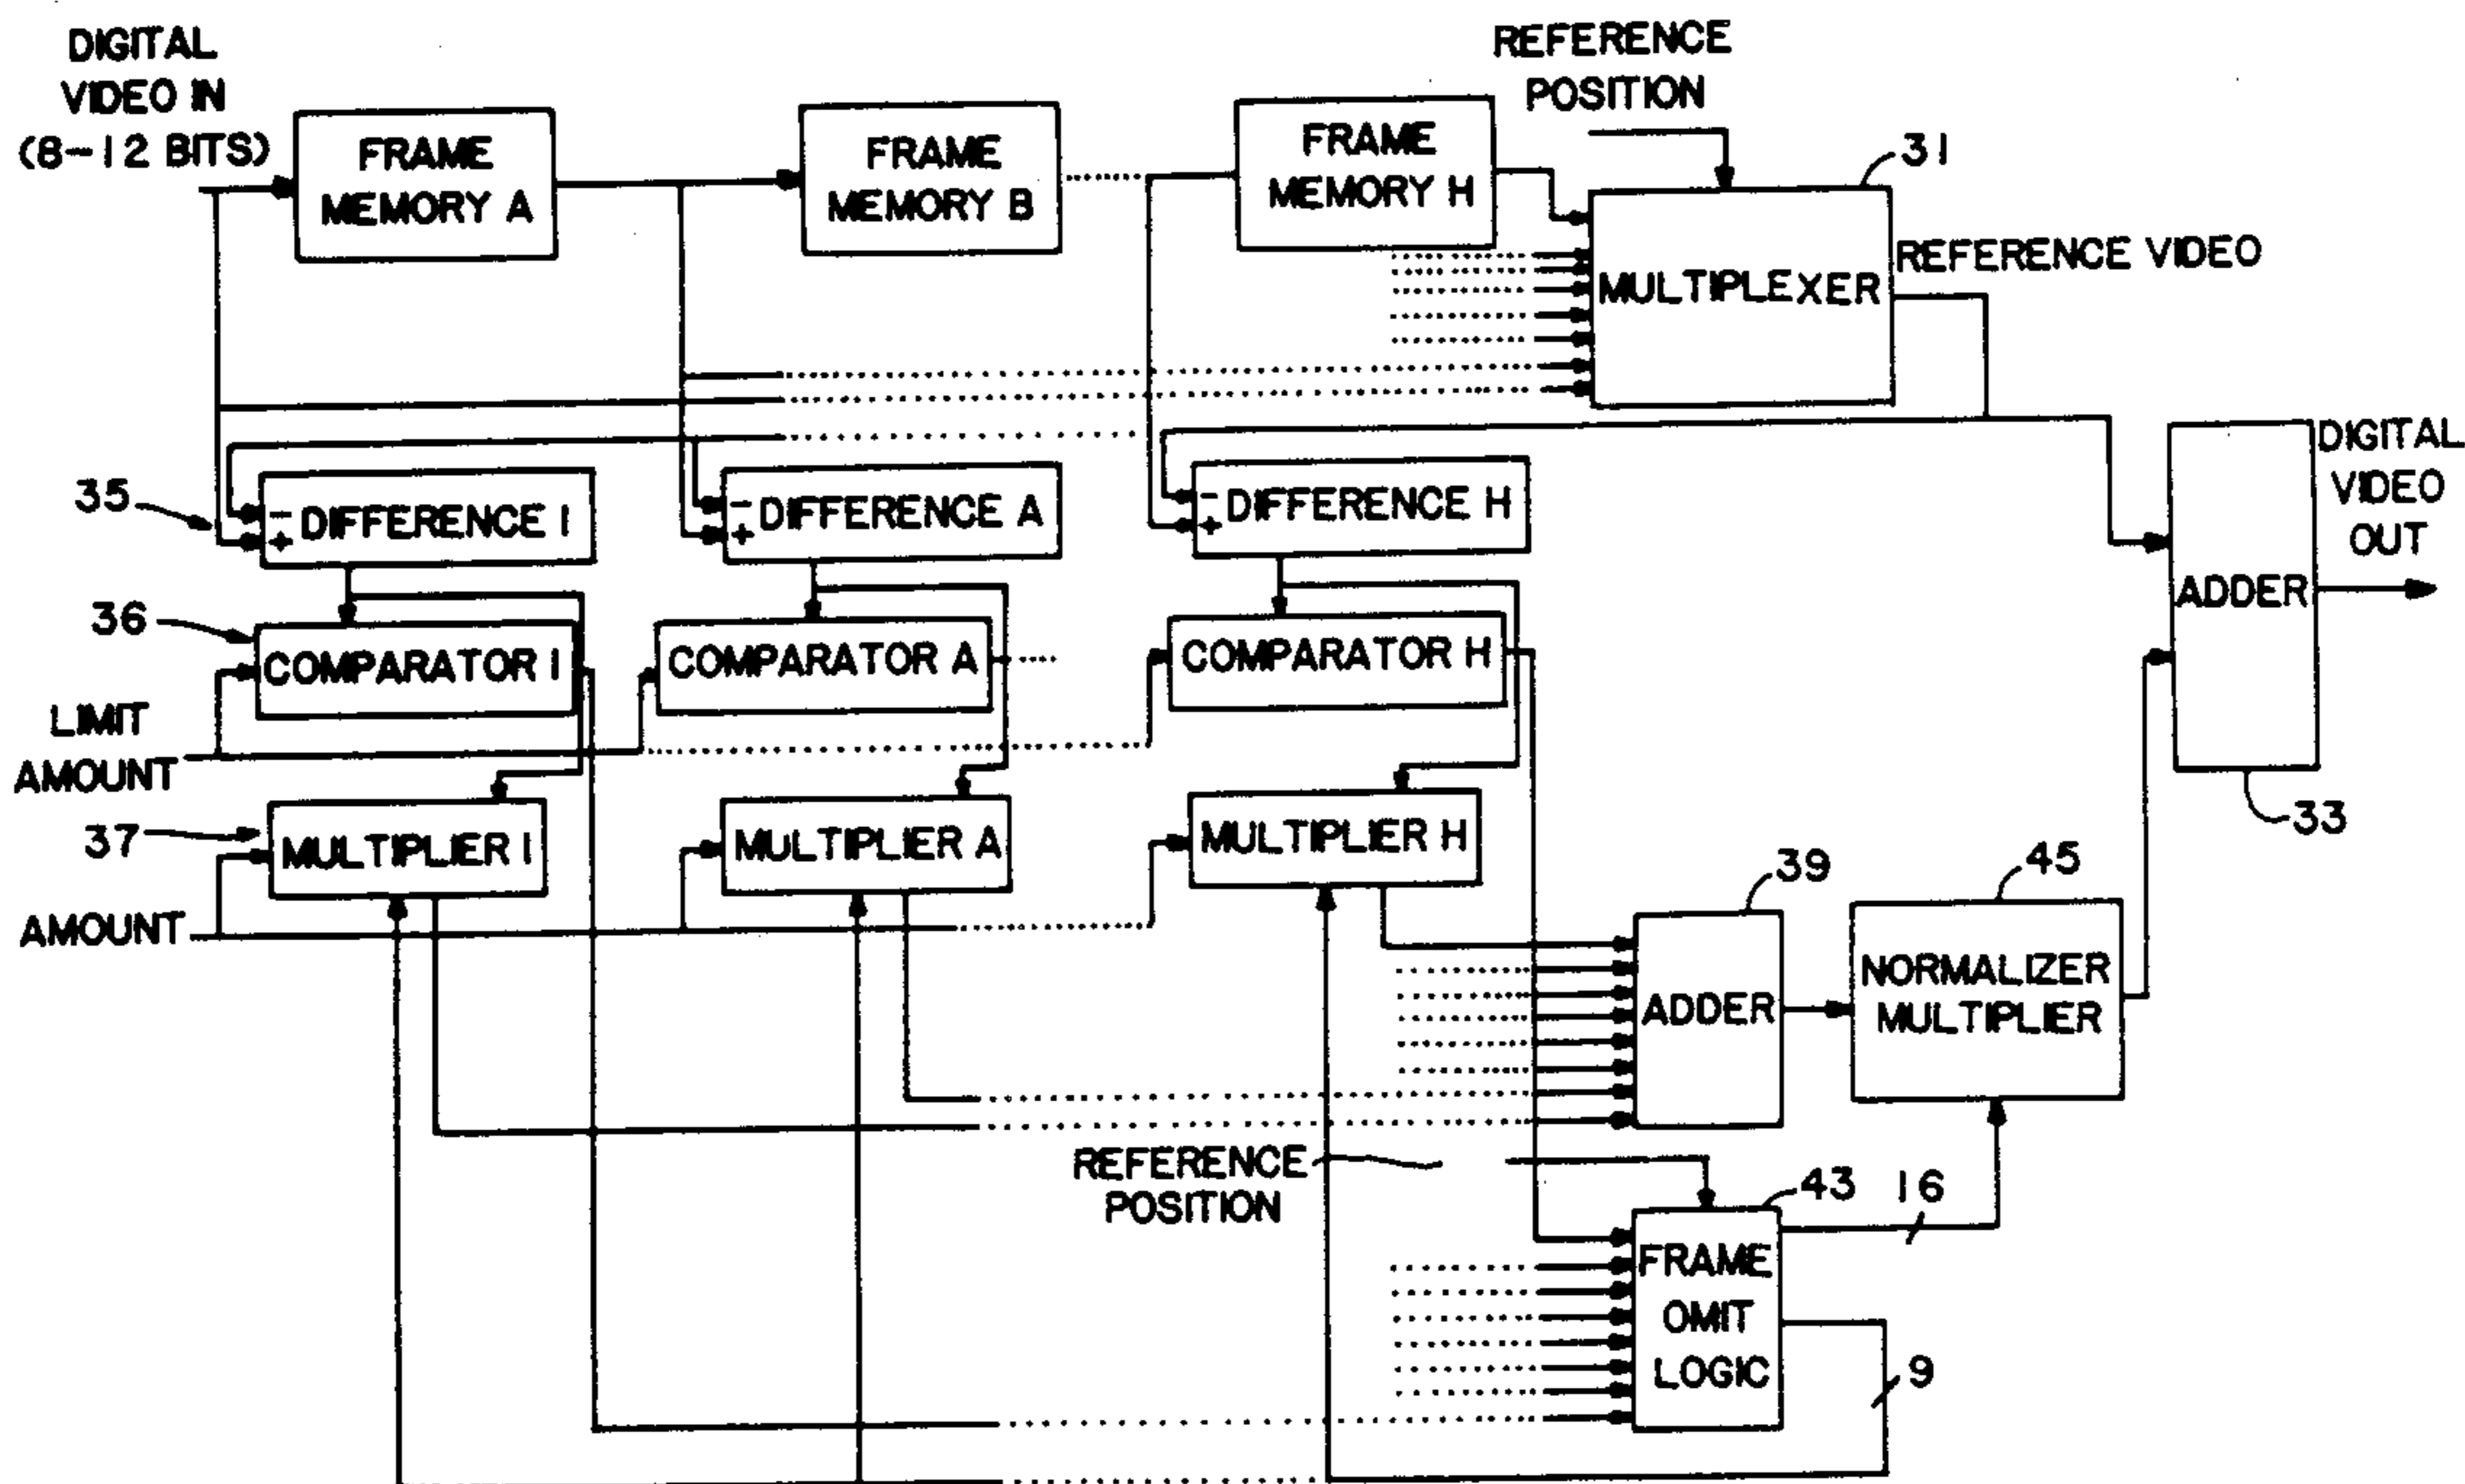 DIGITAL
VIDEO IN
(8-12 BITS)
FRAME
MEMORY A
FRAME
MEMORY B
FRAME
MEMORY H
REFERENCE
POSITION
31
MULTIPLEXER
REFERENCE VIDEO
35
- DIFFERENCE I
+
- DIFFERENCE A
+
- DIFFERENCE H
+
DIGITAL
VIDEO
OUT
ADDER
33
36
COMPARATOR I
COMPARATOR A
COMPARATOR H
LIMIT
AMOUNT
37
MULTIPLIER I
MULTIPLIER A
MULTIPLIER H
AMOUNT
39
ADDER
45
NORMALIZER
MULTIPLIER
REFERENCE
POSITION
43
16
FRAME
OMIT
LOGIC
9